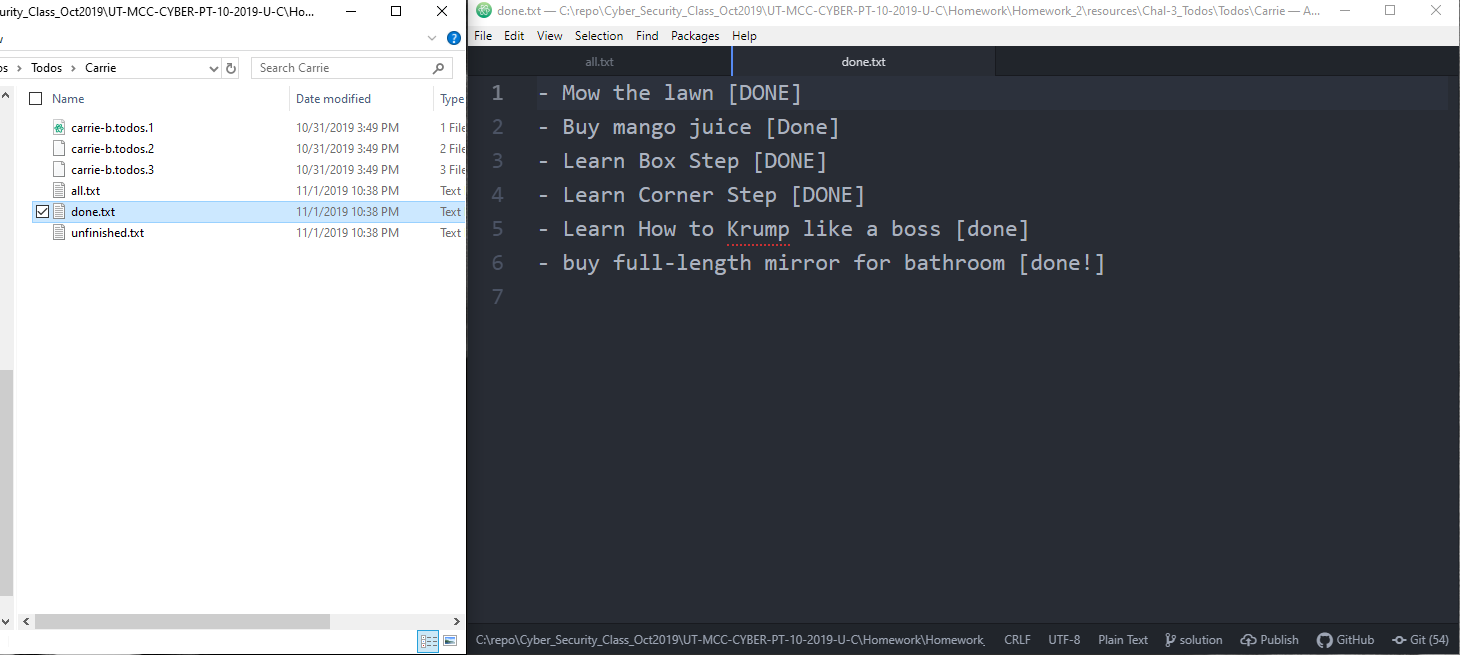 urity_Class_Oct2019\UT-MCC-CYBER-PT-10-2019-U-C\Ho...
Todos > Carrie
Search Carrie
Name Date modified Type
carrie-b.todos.1 10/31/2019 3:49 PM 1 File
carrie-b.todos.2 10/31/2019 3:49 PM 2 File
carrie-b.todos.3 10/31/2019 3:49 PM 3 File
all.txt 11/1/2019 10:38 PM Text
done.txt 11/1/2019 10:38 PM Text
unfinished.txt 11/1/2019 10:38 PM Text
done.txt — C:\repo\Cyber_Security_Class_Oct2019\UT-MCC-CYBER-PT-10-2019-U-C\Homework\Homework_2\resources\Chal-3_Todos\Todos\Carrie — A...
File Edit View Selection Find Packages Help
all.txt done.txt
1 - Mow the lawn [DONE]
2 - Buy mango juice [Done]
3 - Learn Box Step [DONE]
4 - Learn Corner Step [DONE]
5 - Learn How to Krump like a boss [done]
6 - buy full-length mirror for bathroom [done!]
7
C:\repo\Cyber_Security_Class_Oct2019\UT-MCC-CYBER-PT-10-2019-U-C\Homework\Homework_ CRLF UTF-8 Plain Text solution Publish GitHub Git (54)